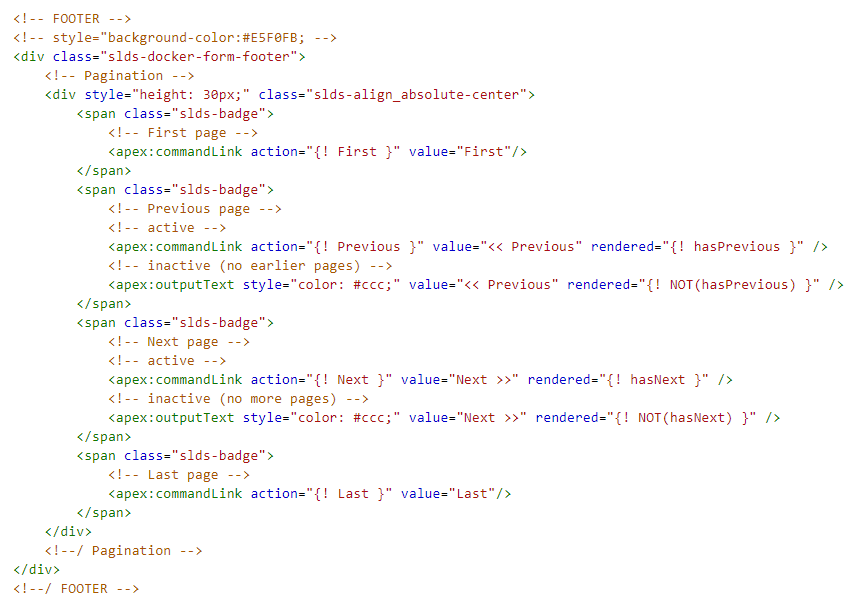 <!-- FOOTER -->
<!-- style="background-color:#E5F0FB; -->
<div class="slds-docker-form-footer">
    <!-- Pagination -->
    <div style="height: 30px;" class="slds-align_absolute-center">
        <span class="slds-badge">
            <!-- First page -->
            <apex:commandLink action="{! First }" value="First"/>
        </span>
        <span class="slds-badge">
            <!-- Previous page -->
            <!-- active -->
            <apex:commandLink action="{! Previous }" value="<< Previous" rendered="{! hasPrevious }" />
            <!-- inactive (no earlier pages) -->
            <apex:outputText style="color: #ccc;" value="<< Previous" rendered="{! NOT(hasPrevious) }" />
        </span>
        <span class="slds-badge">
            <!-- Next page -->
            <!-- active -->
            <apex:commandLink action="{! Next }" value="Next >>" rendered="{! hasNext }" />
            <!-- inactive (no more pages) -->
            <apex:outputText style="color: #ccc;" value="Next >>" rendered="{! NOT(hasNext) }" />
        </span>
        <span class="slds-badge">
            <!-- Last page -->
            <apex:commandLink action="{! Last }" value="Last"/>
        </span>
    </div>
    <!--/ Pagination -->
</div>
<!--/ FOOTER -->